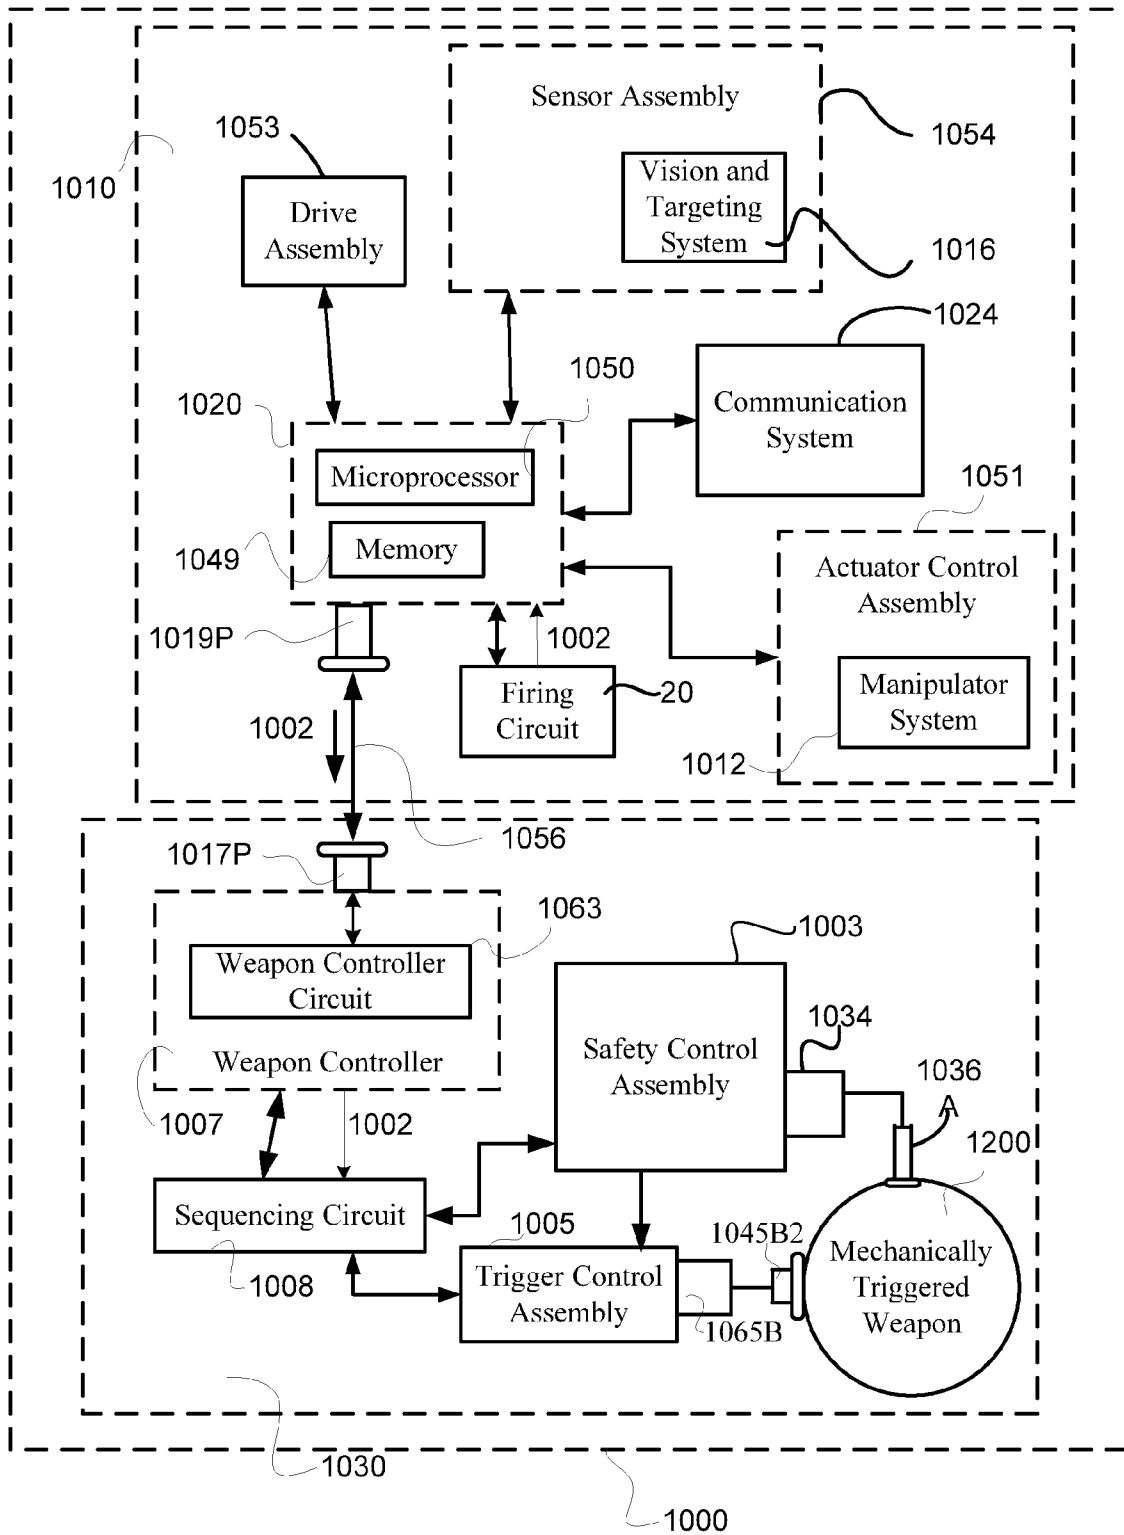 Sensor Assembly
1053
1054
1010
Vision and
Targeting
System
Drive
Assembly
1016
1024
1050
1020
Communication
System
Microprocessor
1051
1049
Memory
Actuator Control
Assembly
1019P
1002
Firing
Circuit
20
Manipulator
System
1002
1012
1056
1017P
1063
1003
Weapon Controller
Circuit
1034
Safety Control
Assembly
Weapon Controller
1036
A
1007
1002
1200
Sequencing Circuit
1005
1045B2
Mechanically
Triggered
Weapon
1008
Trigger Control
Assembly
1065B
1030
1000